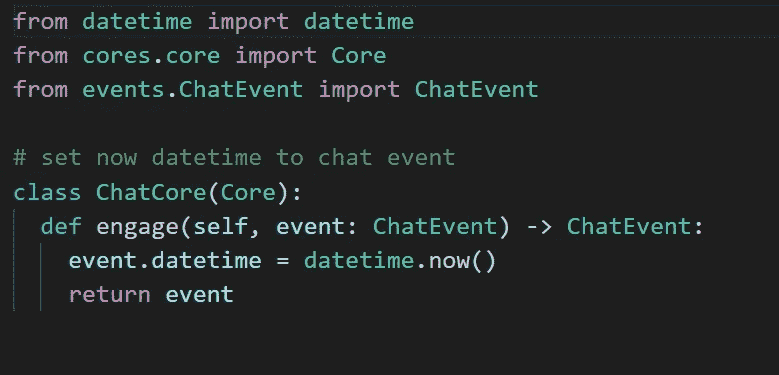 from datetime import datetime
from cores.core import Core
from events.ChatEvent import ChatEvent
# set now datetime to chat event
class ChatCore(Core):
def engage(self, event: ChatEvent) -> ChatEvent:
event.datetime = datetime.now()
return event